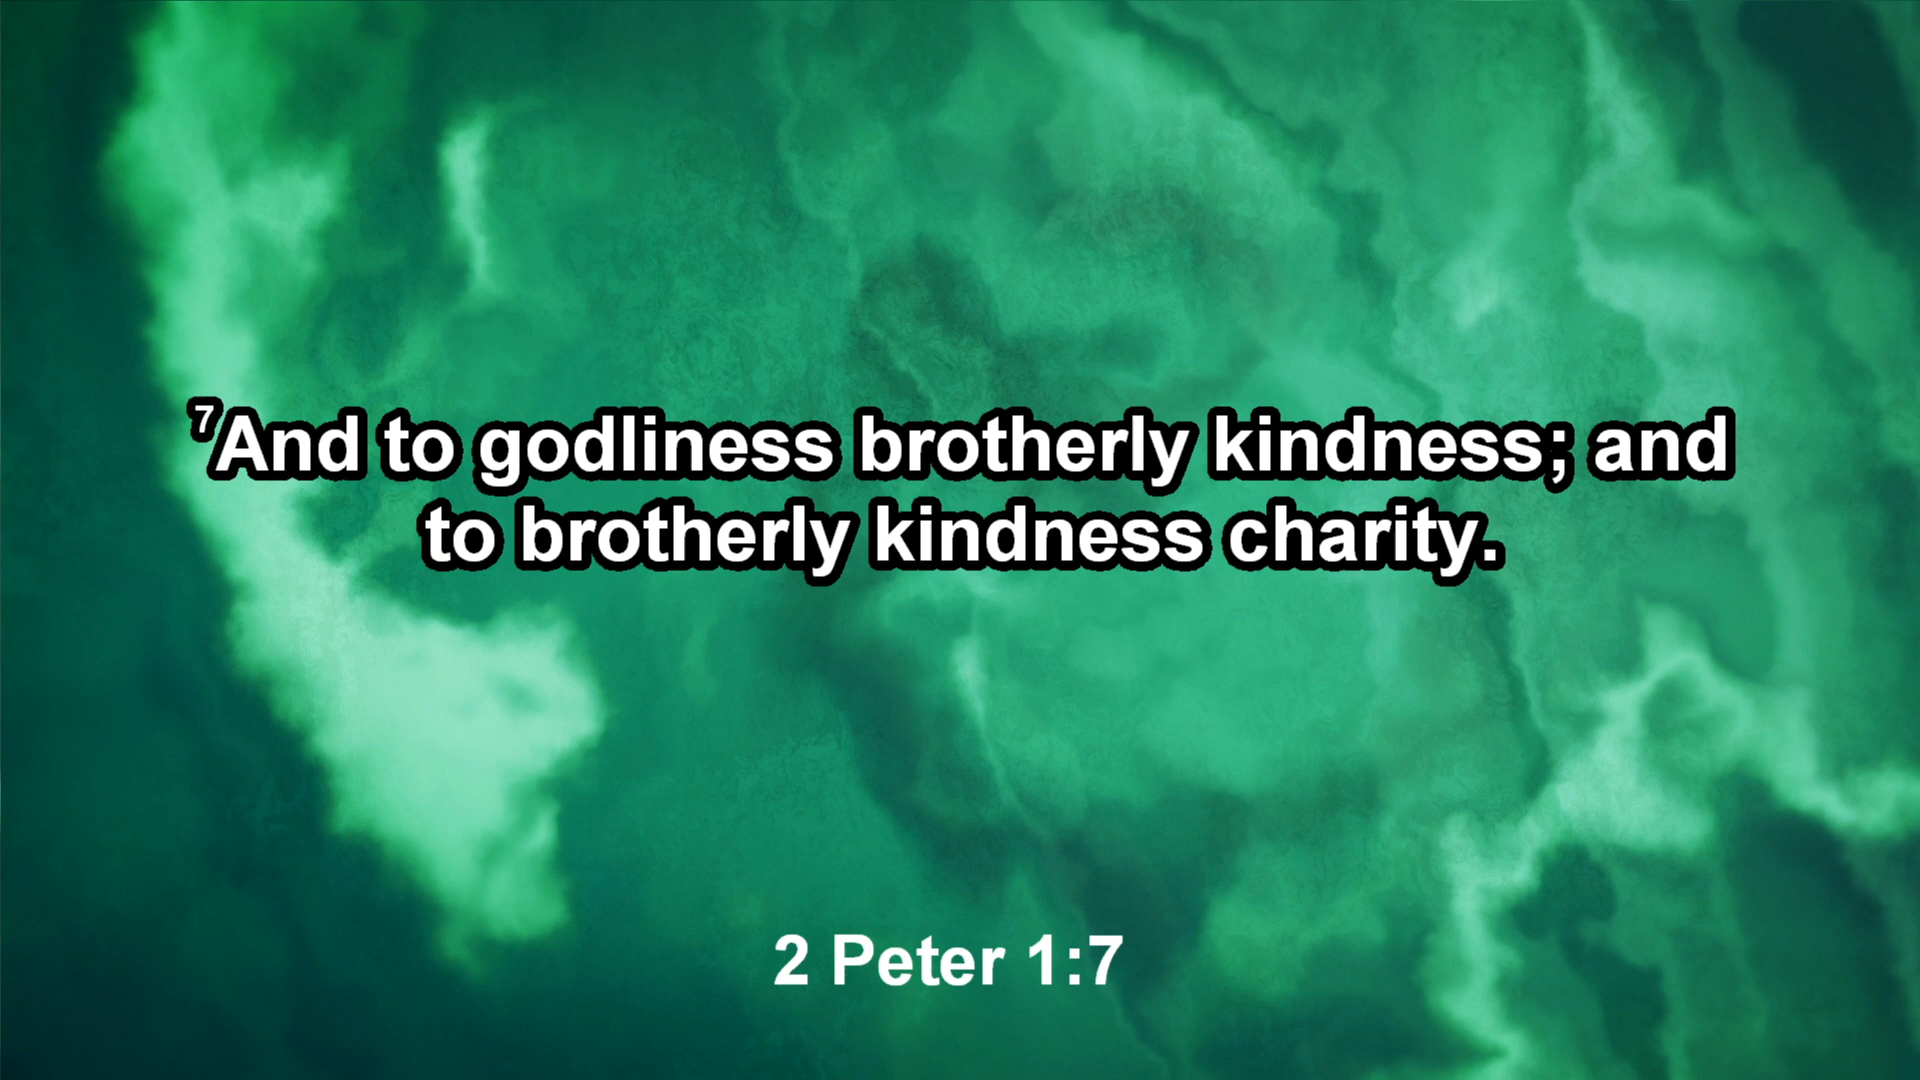 ⁷And to godliness brotherly kindness; and
to brotherly kindness charity.
2 Peter 1:7